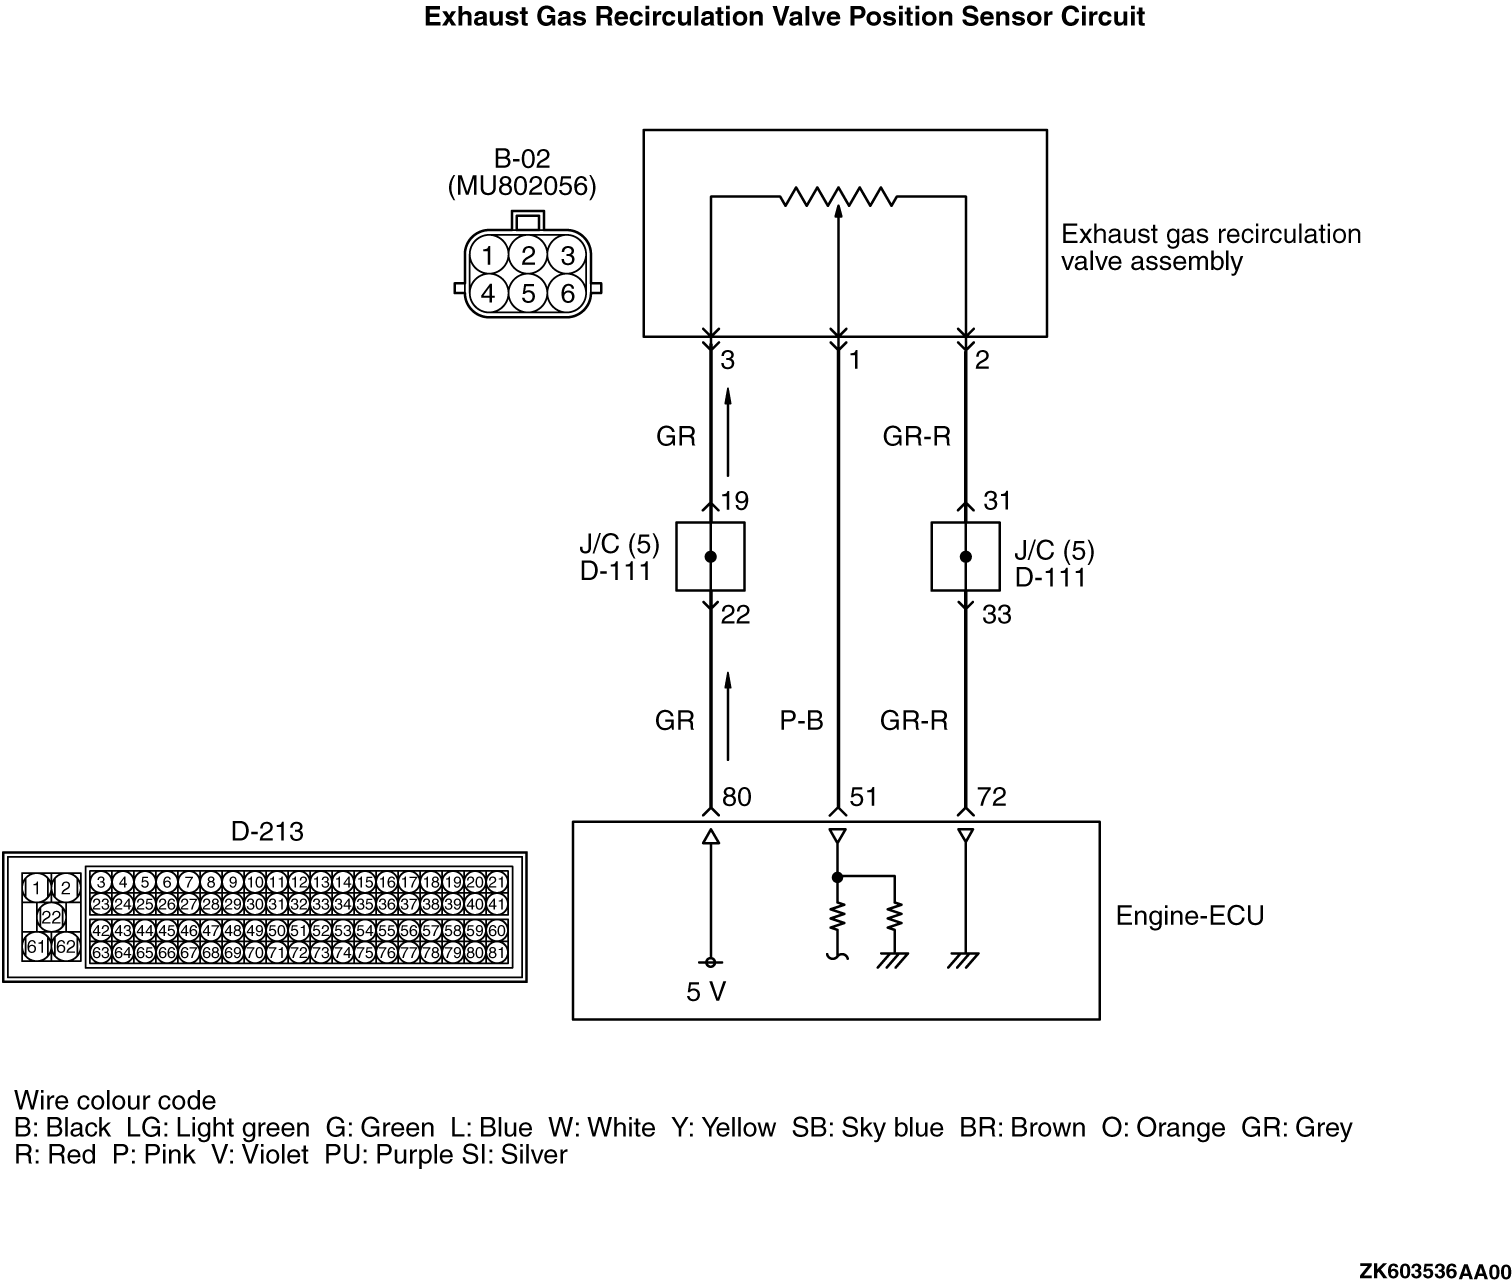 Exhaust Gas Recirculation Valve Position Sensor Circuit
B-02
(MU802056)
1 2 3
4 5 6
Exhaust gas recirculation
valve assembly
3 1 2
GR GR-R
19 31
J/C (5)
D-111
J/C (5)
D-111
22 33
GR P-B GR-R
80 51 72
D-213
1 2
22
61 62
3 4 5 6 7 8 9 10 11 12 13 14 15 16 17 18 19 20 21
23 24 25 26 27 28 29 30 31 32 33 34 35 36 37 38 39 40 41
42 43 44 45 46 47 48 49 50 51 52 53 54 55 56 57 58 59 60
63 64 65 66 67 68 69 70 71 72 73 74 75 76 77 78 79 80 81
5 V
Engine-ECU
Wire colour code
B: Black LG: Light green G: Green L: Blue W: White Y: Yellow SB: Sky blue BR: Brown O: Orange GR: Grey
R: Red P: Pink V: Violet PU: Purple SI: Silver
ZK603536AA00